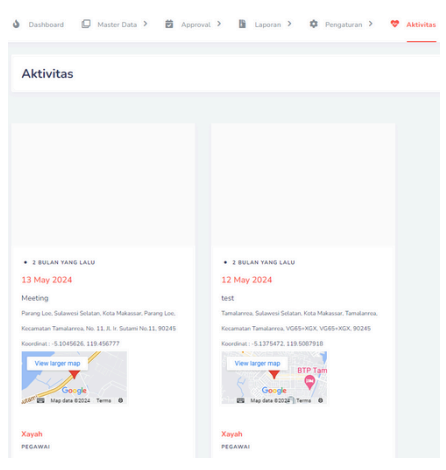 Dashboard Master Data Approval Laporan Pengaturan Aktivitas
Aktivitas
2 BULAN YANG LALU
13 May 2024
Meeting
Parang Loe, Sulawesi Selatan, Kota Makassar, Parang Loe,
Kecamatan Tamalanrea, No. 11, Jl. Ir. Sutami No.11, 90245
Koordinat : -5.1045626, 119.456777
View larger map
Google
Map data ©2024 Terms
Xayah
PEGAWAI
2 BULAN YANG LALU
12 May 2024
test
Tamalanrea, Sulawesi Selatan, Kota Makassar, Tamalanrea,
Kecamatan Tamalanrea, VG65+XGX, VG65+XGX, 90245
Koordinat : -5.1375472, 119.5087918
View larger map
BTP Tam
Google
Map data ©2024 Terms
Xayah
PEGAWAI